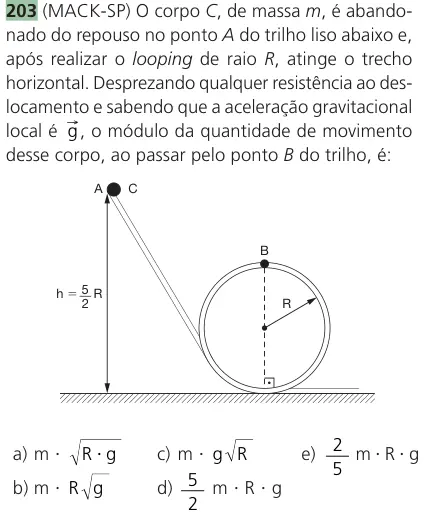 203 (MACK-SP) O corpo C, de massa m, é abando-
nado do repouso no ponto A do trilho liso abaixo e,
após realizar o looping de raio R, atinge o trecho
horizontal. Desprezando qualquer resistência ao des-
locamento e sabendo que a aceleração gravitacional
local é g⃗, o módulo da quantidade de movimento
desse corpo, ao passar pelo ponto B do trilho, é:
A C
B
h = 5/2 R
R
a) m · √(R · g) c) m · g√R e) 2/5 m · R · g
b) m · R√g d) 5/2 m · R · g